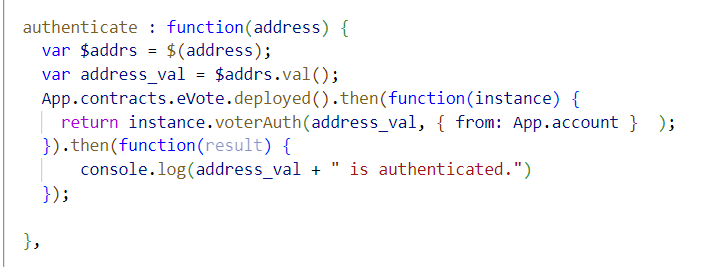 authenticate : function(address) {
  var $addrs = $(address);
  var address_val = $addrs.val();
  App.contracts.eVote.deployed().then(function(instance) {
    return instance.voterAuth(address_val, { from: App.account }  );
  }).then(function(result) {
      console.log(address_val + " is authenticated.")
  });
},